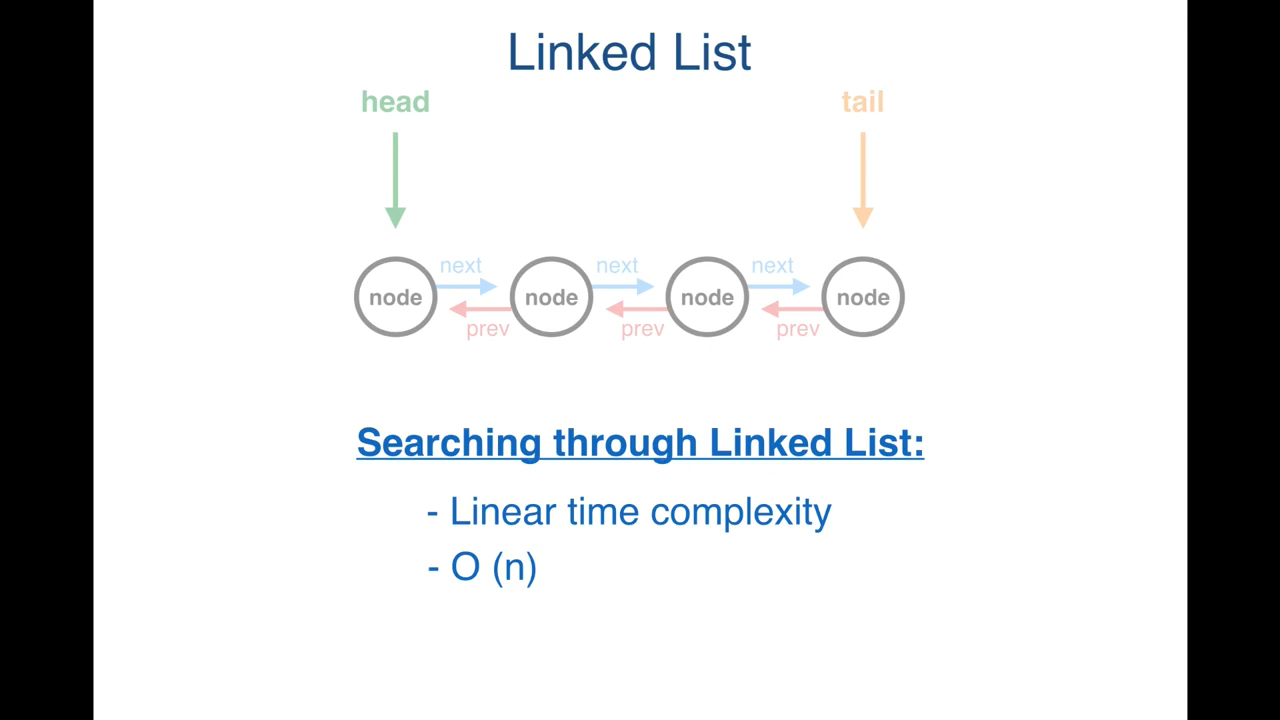 Linked List
head tail
next next next
node node node node
prev prev prev
Searching through Linked List:
- Linear time complexity
- O (n)